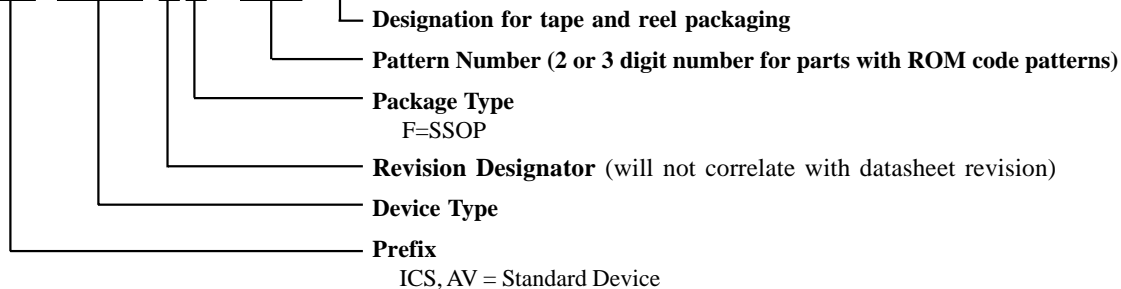 Designation for tape and reel packaging
Pattern Number (2 or 3 digit number for parts with ROM code patterns)
Package Type
F=SSOP
Revision Designator (will not correlate with datasheet revision)
Device Type
Prefix
ICS, AV = Standard Device